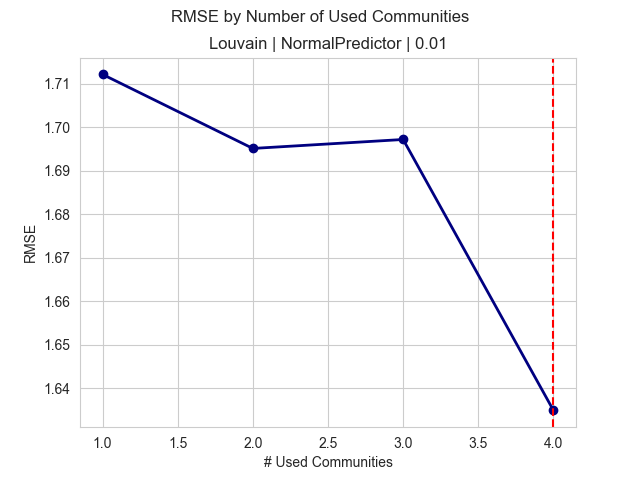 RMSE by Number of Used Communities
Louvain | NormalPredictor | 0.01
1.71
1.70
1.69
1.68
1.67
1.66
1.65
1.64
RMSE
1.0 1.5 2.0 2.5 3.0 3.5 4.0
# Used Communities